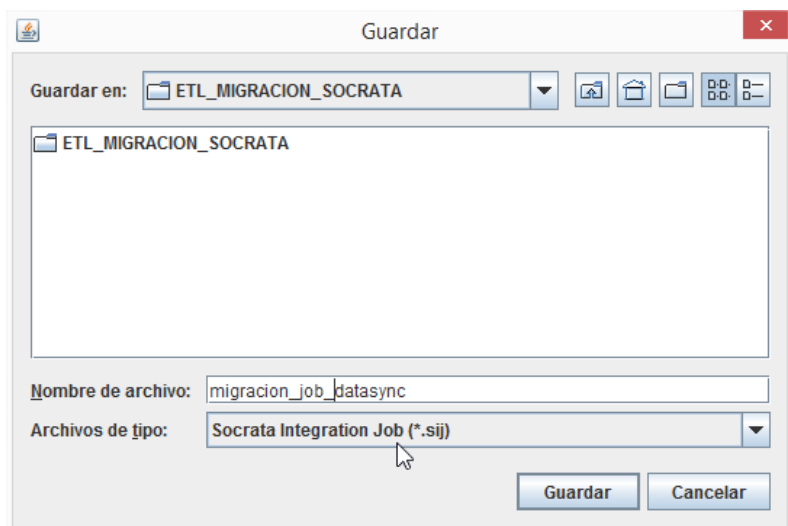 Guardar
Guardar en: ETL_MIGRACION_SOCRATA
ETL_MIGRACION_SOCRATA
Nombre de archivo: migracion_job_datasync
Archivos de tipo: Socrata Integration Job (*.sij)
Guardar Cancelar